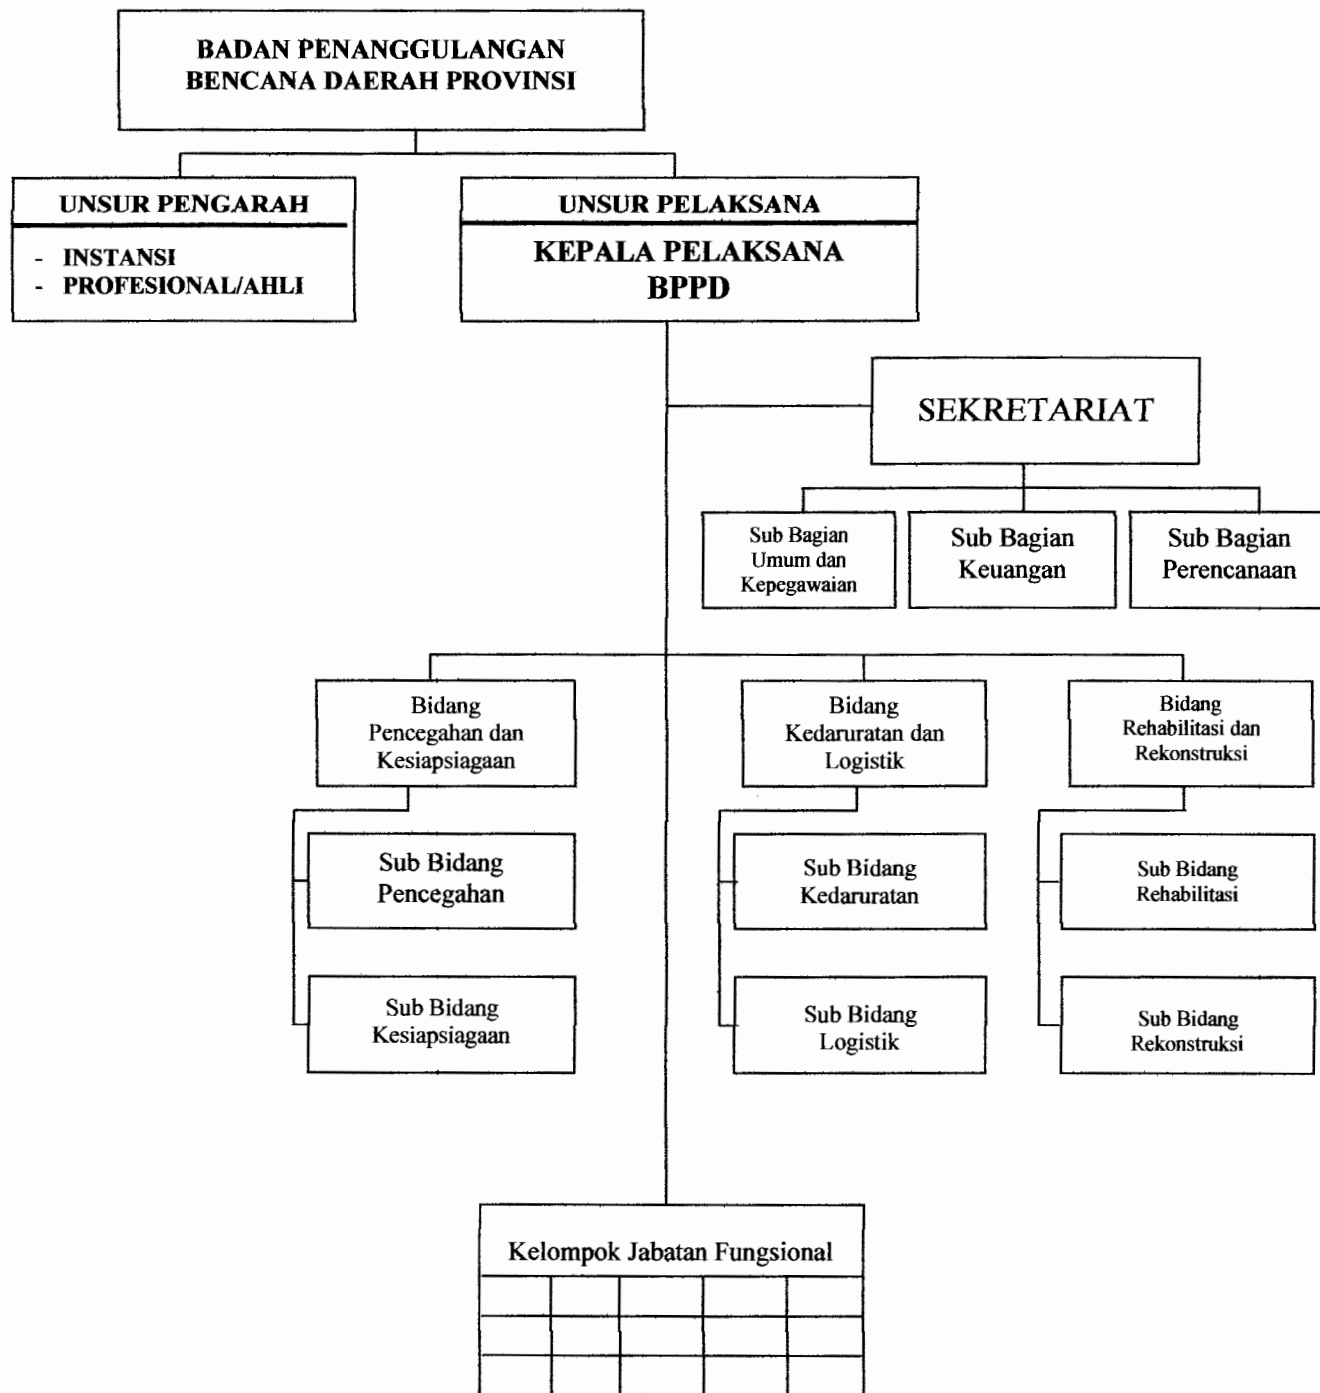 BADAN PENANGGULANGAN
BENCANA DAERAH PROVINSI
UNSUR PENGARAH
- INSTANSI
- PROFESIONAL/AHLI
UNSUR PELAKSANA
KEPALA PELAKSANA
BPPD
SEKRETARIAT
Sub Bagian
Umum dan
Kepegawaian
Sub Bagian
Keuangan
Sub Bagian
Perencanaan
Bidang
Pencegahan dan
Kesiapsiagaan
Bidang
Kedaruratan dan
Logistik
Bidang
Rehabilitasi dan
Rekonstruksi
Sub Bidang
Pencegahan
Sub Bidang
Kedaruratan
Sub Bidang
Rehabilitasi
Sub Bidang
Kesiapsiagaan
Sub Bidang
Logistik
Sub Bidang
Rekonstruksi
Kelompok Jabatan Fungsional